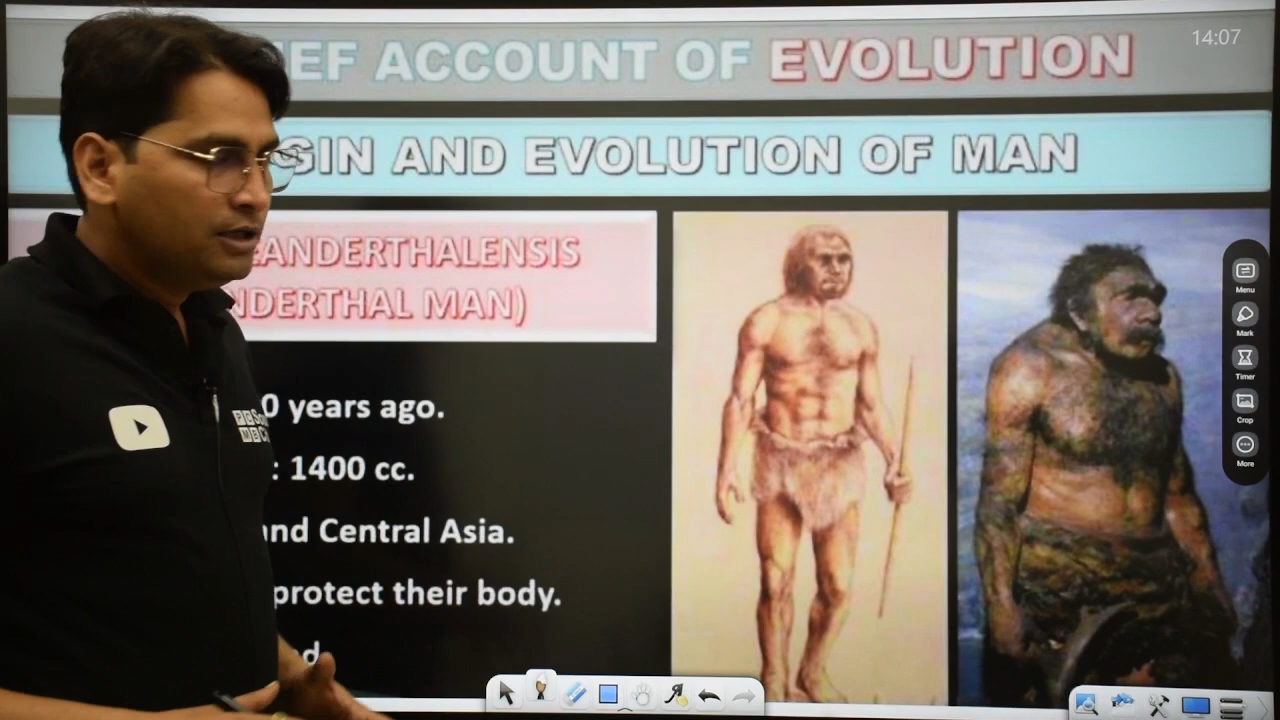 EF ACCOUNT OF EVOLUTION
14:07
GIN AND EVOLUTION OF MAN
EANDERTHALENSIS
NDERTHAL MAN)
0 years ago.
: 1400 cc.
nd Central Asia.
protect their body.
Menu
Mark
Timer
Crop
More